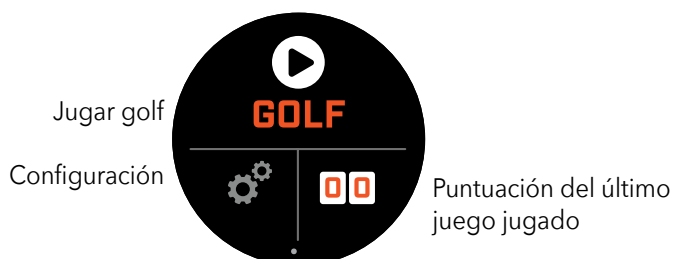 Jugar golf
GOLF
Configuración
00
Puntuación del último
juego jugado